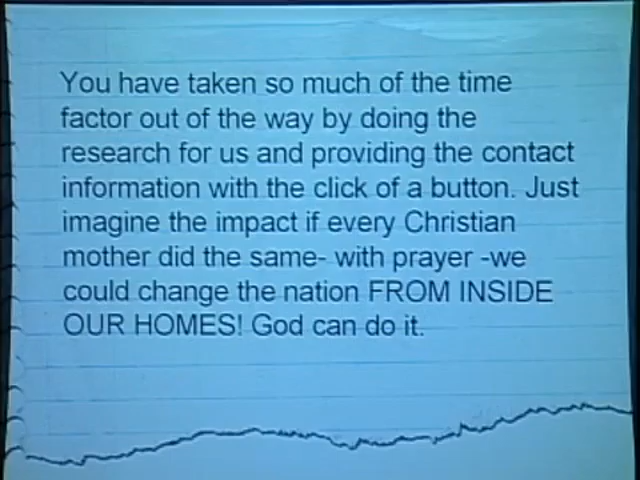 You have taken so much of the time
factor out of the way by doing the
research for us and providing the contact
information with the click of a button. Just
imagine the impact if every Christian
mother did the same- with prayer -we
could change the nation FROM INSIDE
OUR HOMES! God can do it.